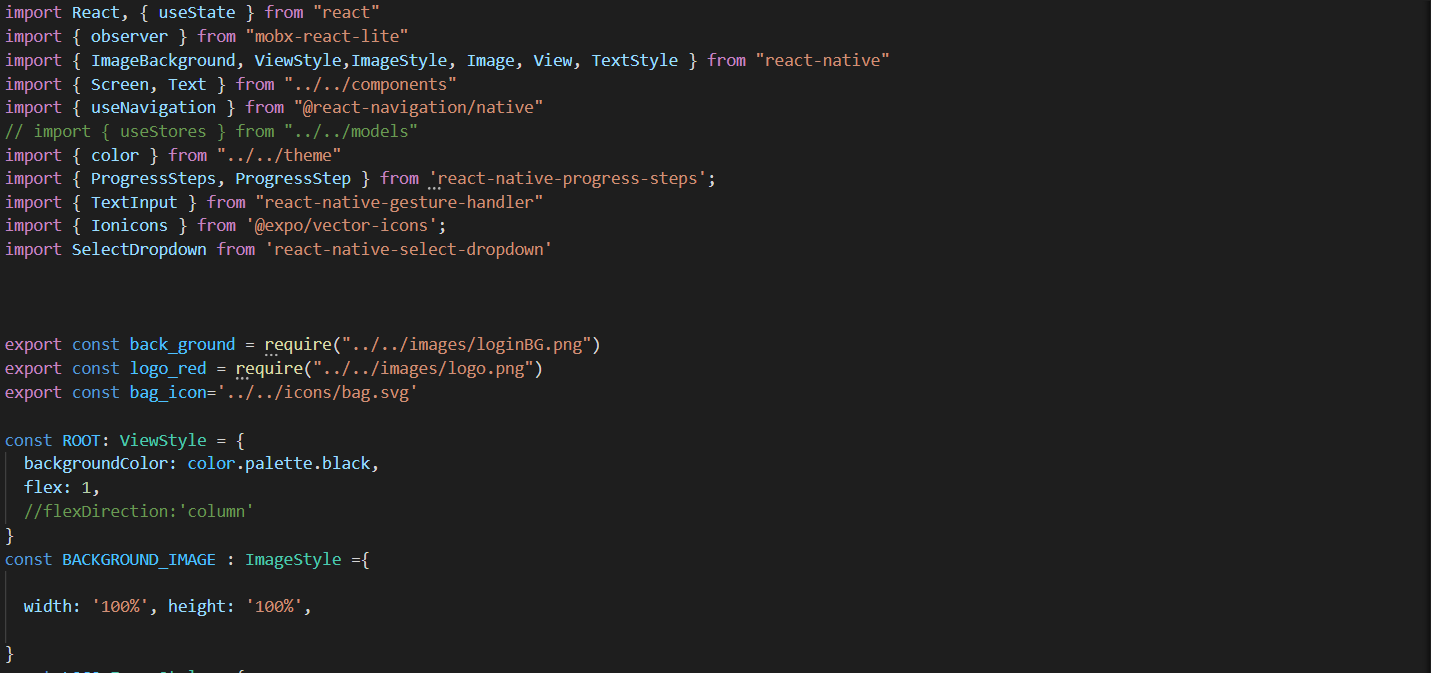 import React, { useState } from "react"
import { observer } from "mobx-react-lite"
import { ImageBackground, ViewStyle,ImageStyle, Image, View, TextStyle } from "react-native"
import { Screen, Text } from "../../components"
import { useNavigation } from "@react-navigation/native"
// import { useStores } from "../../models"
import { color } from "../../theme"
import { ProgressSteps, ProgressStep } from 'react-native-progress-steps';
import { TextInput } from "react-native-gesture-handler"
import { Ionicons } from '@expo/vector-icons';
import SelectDropdown from 'react-native-select-dropdown'
export const back_ground = require("../../images/loginBG.png")
export const logo_red = require("../../images/logo.png")
export const bag_icon='../../icons/bag.svg'
const ROOT: ViewStyle = {
  backgroundColor: color.palette.black,
  flex: 1,
  //flexDirection:'column'
}
const BACKGROUND_IMAGE : ImageStyle ={
  width: '100%', height: '100%',
}